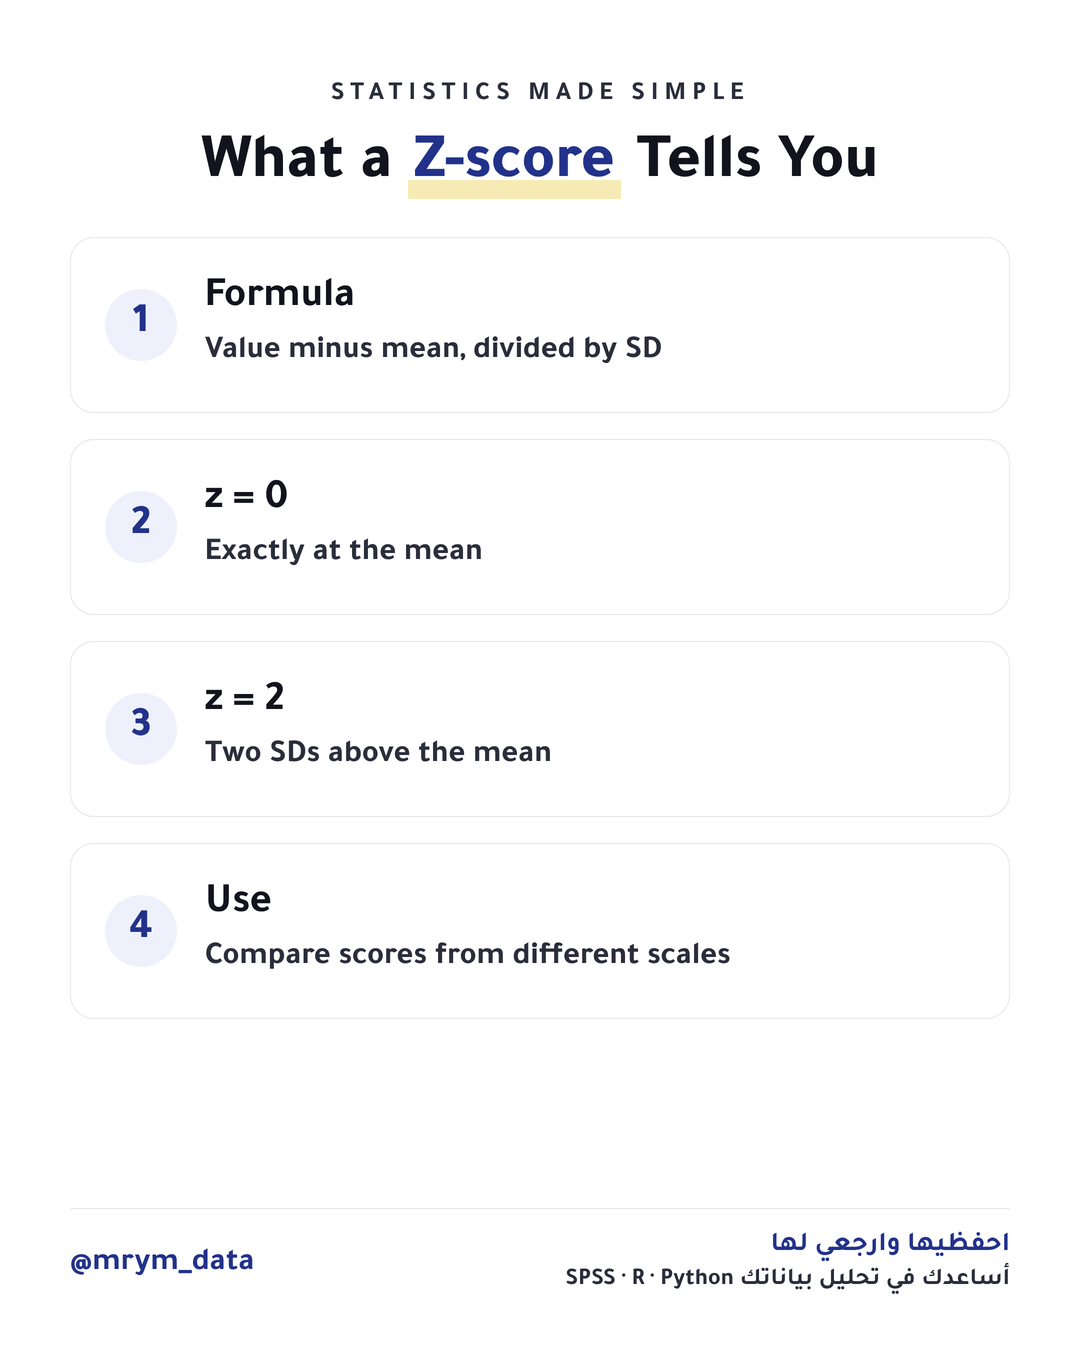 STATISTICS MADE SIMPLE
What a Z-score Tells You
1
Formula
Value minus mean, divided by SD
2
z = 0
Exactly at the mean
3
z = 2
Two SDs above the mean
4
Use
Compare scores from different scales
@mrym_data
احفظيها وارجعي لها
أساعدك في تحليل بياناتك SPSS · R · Python